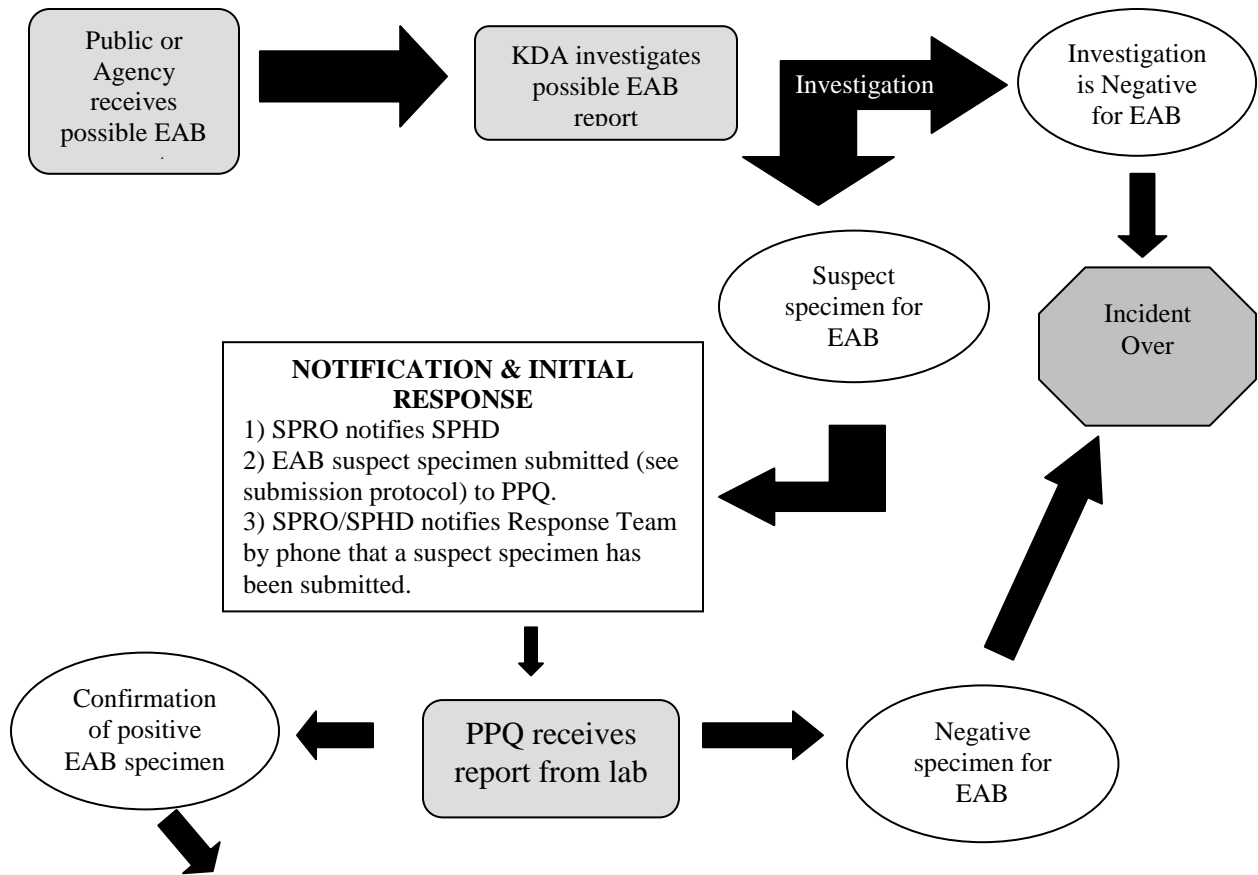 Public or
Agency
receives
possible EAB
KDA investigates
possible EAB
report
Investigation
Investigation
is Negative
for EAB
Suspect
specimen for
EAB
Incident
Over
NOTIFICATION & INITIAL
RESPONSE
1) SPRO notifies SPHD
2) EAB suspect specimen submitted (see
submission protocol) to PPQ.
3) SPRO/SPHD notifies Response Team
by phone that a suspect specimen has
been submitted.
Confirmation
of positive
EAB specimen
PPQ receives
report from lab
Negative
specimen for
EAB